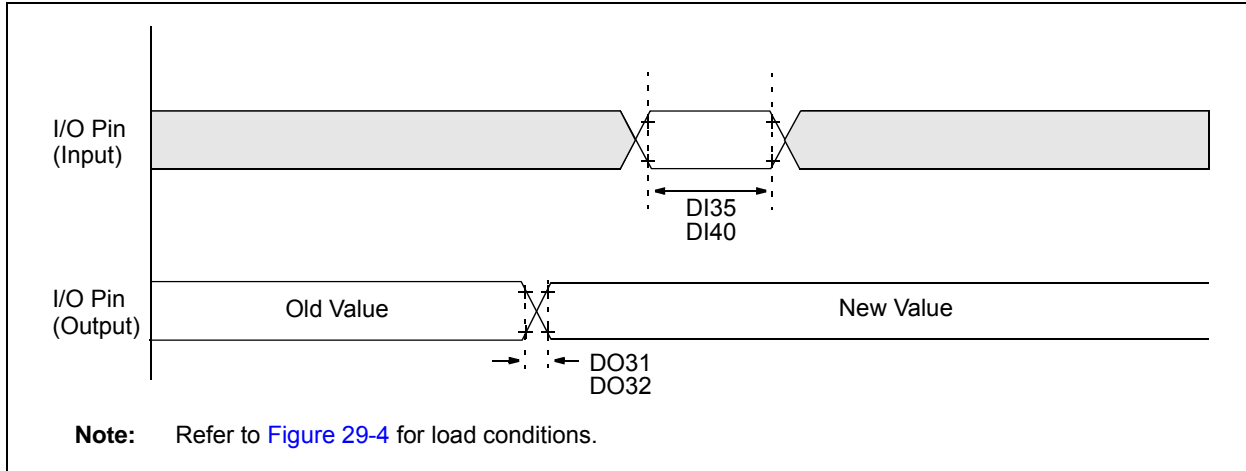 I/O Pin
(Input)
DI35
DI40
I/O Pin
(Output)
Old Value
New Value
DO31
DO32
Note: Refer to Figure 29-4 for load conditions.